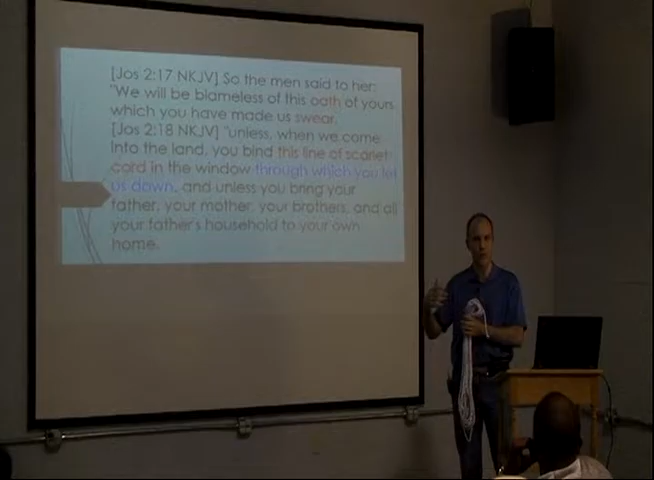 [Jos 2:17 NKJV] So the men said to her:
"We will be blameless of this oath of yours
which you have made us swear,
[Jos 2:18 NKJV] "unless, when we come
into the land, you bind this line of scarlet
cord in the window through which you let
us down, and unless you bring your
father, your mother, your brothers, and all
your father's household to your own
home.